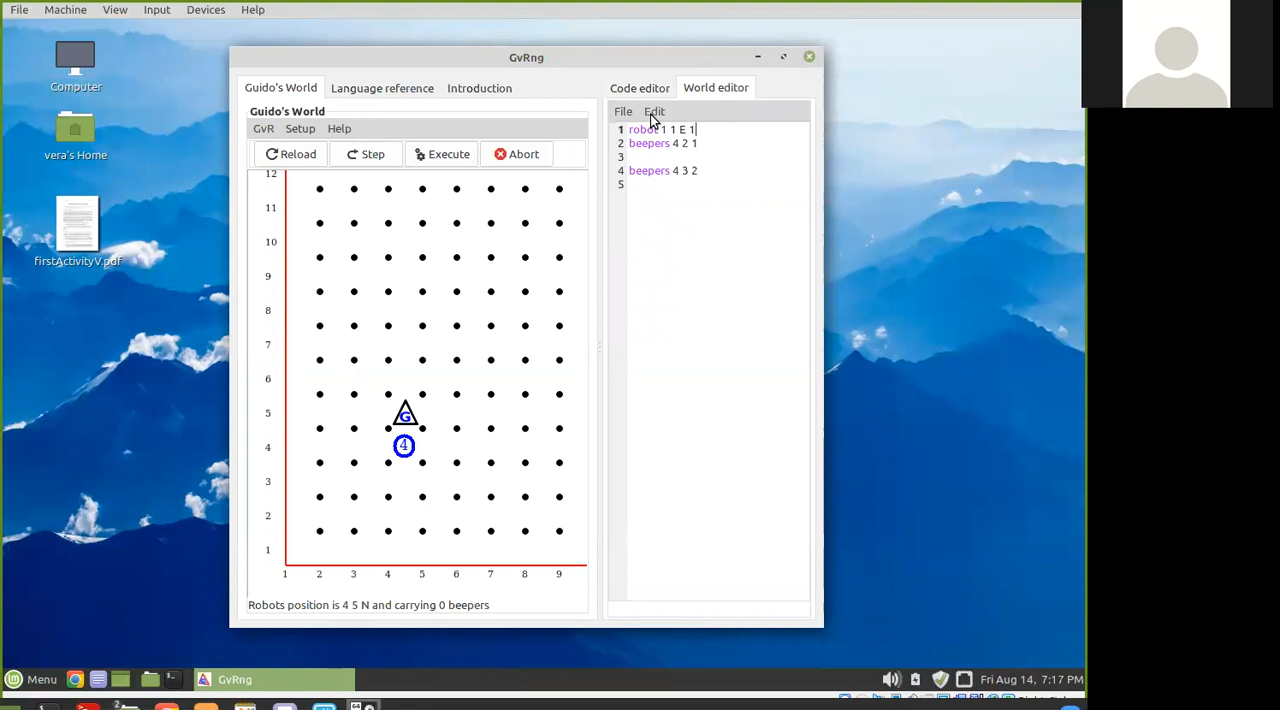 File Machine View Input Devices Help
Computer
vera's Home
firstActivityV.pdf
GvRng
Guido's World Language reference Introduction
Guido's World
GvR Setup Help
Reload Step Execute Abort
12
11
10
9
8
7
6
5
4
3
2
1
G
4
1 2 3 4 5 6 7 8 9
Robots position is 4 5 N and carrying 0 beepers
Code editor World editor
File Edit
1 robot 1 1 E 1
2 beepers 4 2 1
3
4 beepers 4 3 2
5
Menu GvRng Fri Aug 14, 7:17 PM